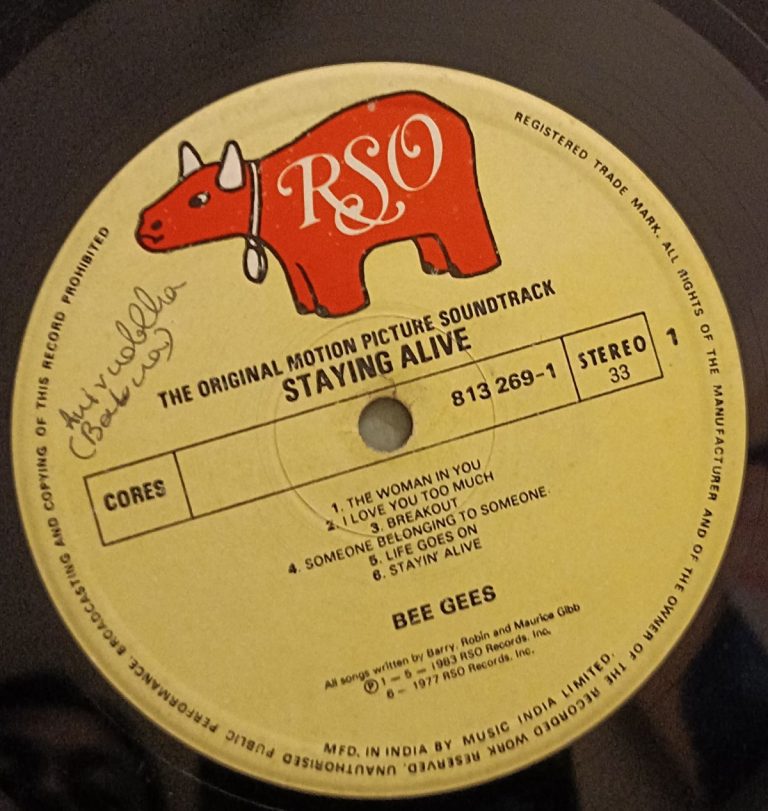 RSO
THE ORIGINAL MOTION PICTURE SOUNDTRACK
STAYING ALIVE
813 269-1
STEREO
33
1
CORES
1. THE WOMAN IN YOU
2. I LOVE YOU TOO MUCH
3. BREAKOUT
4. SOMEONE BELONGING TO SOMEONE.
5. LIFE GOES ON
6. STAYIN' ALIVE
BEE GEES
All songs written by Barry, Robin and Maurice Gibb
Ⓟ 1 – 5 – 1983 RSO Records. Inc.
6 – 1977 RSO Records. Inc.
MFD. IN INDIA BY MUSIC INDIA LIMITED.
REGISTERED TRADE MARK. ALL RIGHTS OF THE MANUFACTURER AND OF THE OWNER OF THE RECORDED WORK RESERVED. UNAUTHORISED PUBLIC PERFORMANCE. BROADCASTING AND COPYING OF THIS RECORD PROHIBITED